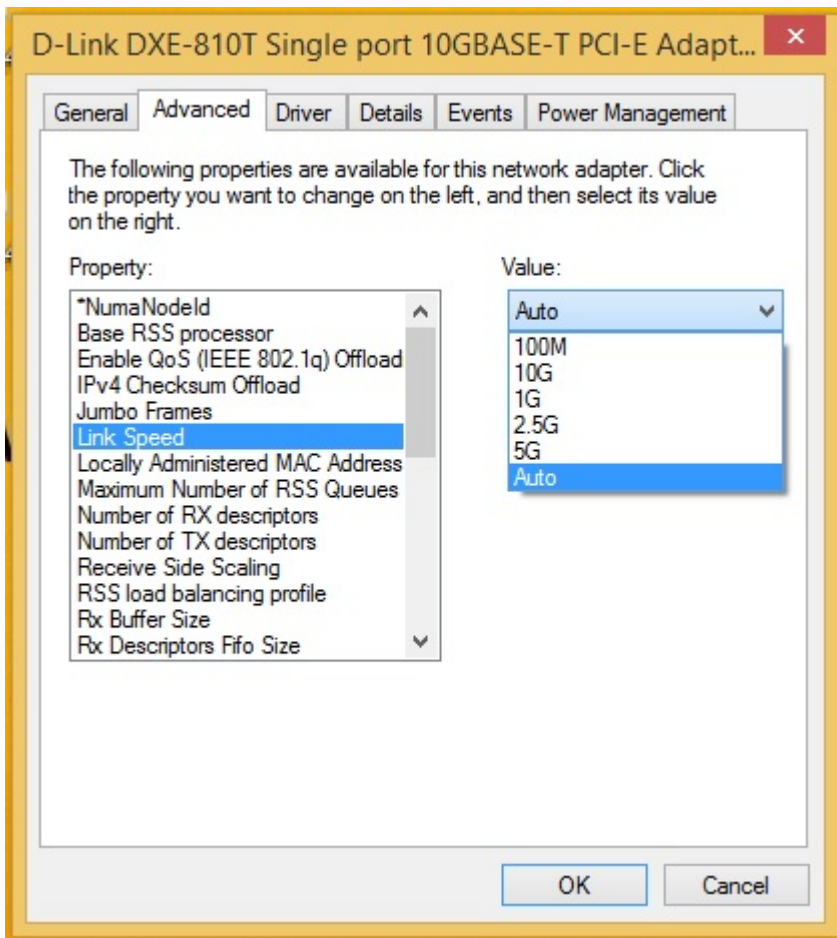 D-Link DXE-810T Single port 10GBASE-T PCI-E Adapt...
General Advanced Driver Details Events Power Management
The following properties are available for this network adapter. Click
the property you want to change on the left, and then select its value
on the right.
Property:
*NumaNodeId
Base RSS processor
Enable QoS (IEEE 802.1q) Offload
IPv4 Checksum Offload
Jumbo Frames
Link Speed
Locally Administered MAC Address
Maximum Number of RSS Queues
Number of RX descriptors
Number of TX descriptors
Receive Side Scaling
RSS load balancing profile
Rx Buffer Size
Rx Descriptors Fifo Size
Value:
Auto
100M
10G
1G
2.5G
5G
Auto
OK Cancel